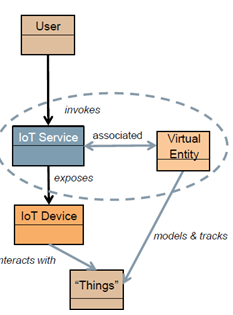 User
invokes
IoT Service
associated
Virtual
Entity
exposes
IoT Device
models & tracks
nteracts with
“Things”